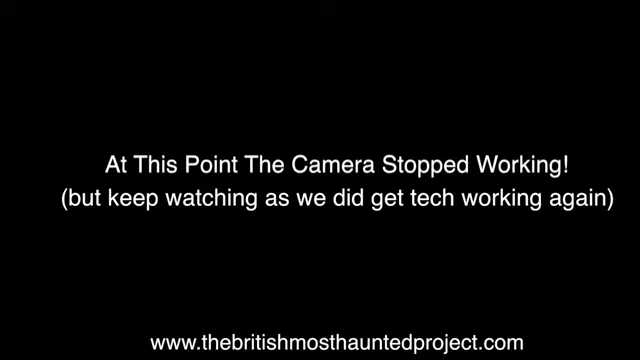 At This Point The Camera Stopped Working!
(but keep watching as we did get tech working again)
www.thebritishmosthauntedproject.com